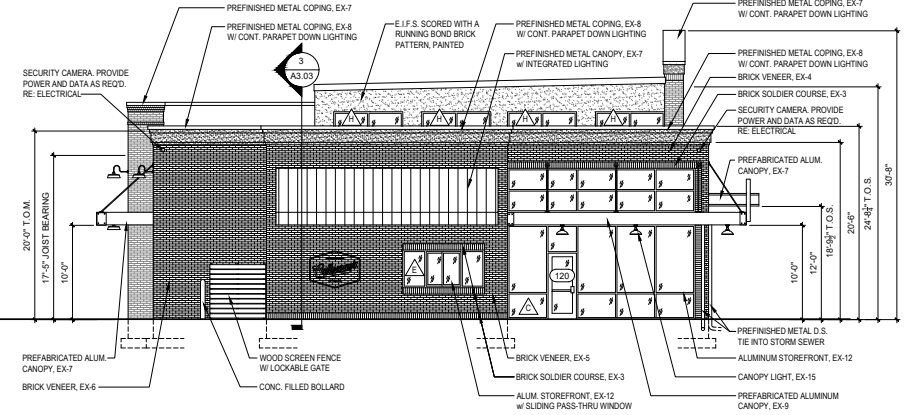 PREFINISHED METAL COPING, EX-7
PREFINISHED METAL COPING, EX-8
W/ CONT. PARAPET DOWN LIGHTING
3
A3.03
E.I.F.S. SCORED WITH A
RUNNING BOND BRICK
PATTERN, PAINTED
PREFINISHED METAL COPING, EX-8
W/ CONT. PARAPET DOWN LIGHTING
PREFINISHED METAL CANOPY, EX-7
w/ INTEGRATED LIGHTING
PREFINISHED METAL COPING, EX-7
W/ CONT. PARAPET DOWN LIGHTING
PREFINISHED METAL COPING, EX-8
W/ CONT. PARAPET DOWN LIGHTING
BRICK VENEER, EX-4
BRICK SOLDIER COURSE, EX-3
SECURITY CAMERA. PROVIDE
POWER AND DATA AS REQ'D.
RE: ELECTRICAL
PREFABRICATED ALUM.
CANOPY, EX-7
SECURITY CAMERA. PROVIDE
POWER AND DATA AS REQ'D.
RE: ELECTRICAL
H
H
H
H
20'-0" T.O.M.
17'-5" JOIST BEARING
10'-0"
E
120
C
10'-0"
12'-0"
18'-9½" T.O.S.
20'-6"
24'-8¼" T.O.S.
30'-8"
PREFABRICATED ALUM.
CANOPY, EX-7
BRICK VENEER, EX-6
WOOD SCREEN FENCE
W/ LOCKABLE GATE
CONC. FILLED BOLLARD
BRICK VENEER, EX-5
BRICK SOLDIER COURSE, EX-3
ALUM. STOREFRONT, EX-12
w/ SLIDING PASS-THRU WINDOW
PREFINISHED METAL D.S.
TIE INTO STORM SEWER
ALUMINUM STOREFRONT, EX-12
CANOPY LIGHT, EX-15
PREFABRICATED ALUMINUM
CANOPY, EX-9